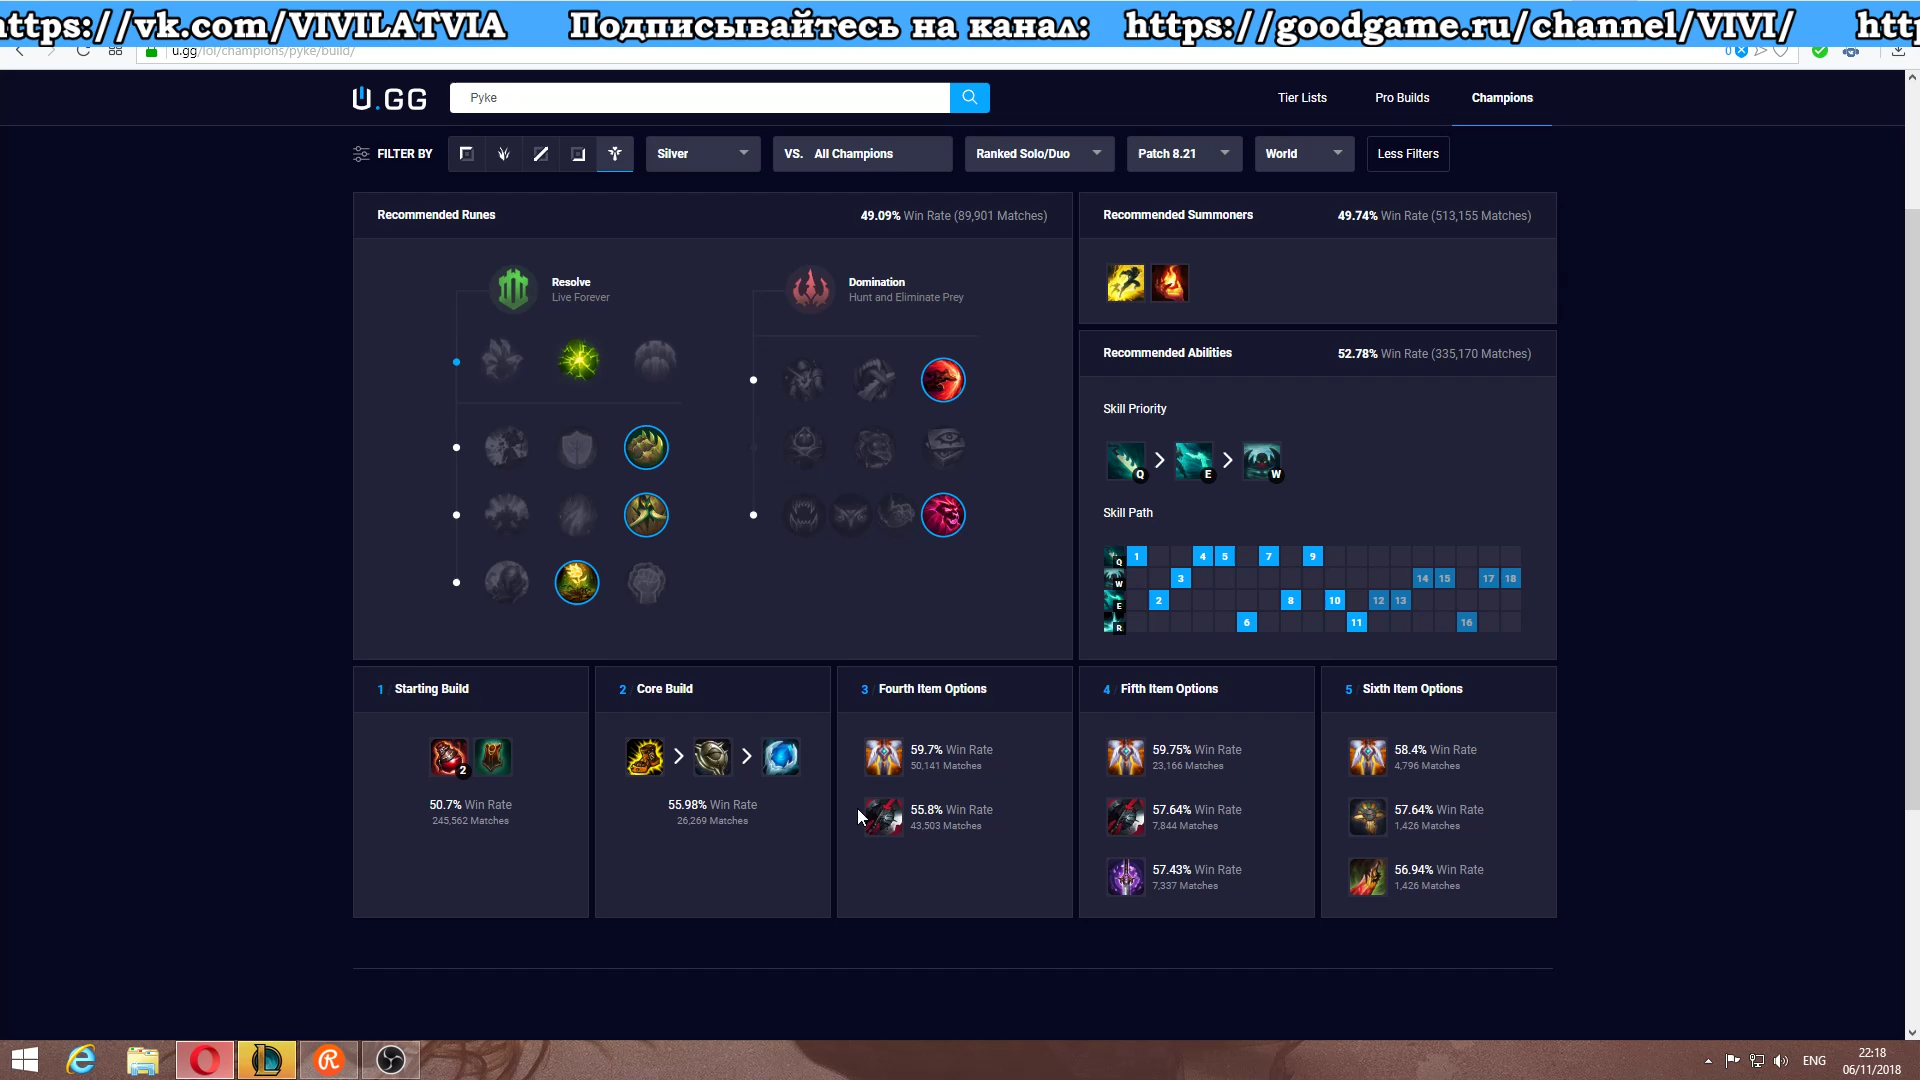 https://vk.com/VIVILATVIA Подписывайтесь на канал: https://goodgame.ru/channel/VIVI/ http
u.gg/lol/champions/pyke/build/
0
U.GG
Pyke
Tier Lists
Pro Builds
Champions
FILTER BY
Silver
VS. All Champions
Ranked Solo/Duo
Patch 8.21
World
Less Filters
Recommended Runes
49.09% Win Rate (89,901 Matches)
Resolve
Live Forever
Domination
Hunt and Eliminate Prey
Recommended Summoners
49.74% Win Rate (513,155 Matches)
Recommended Abilities
52.78% Win Rate (335,170 Matches)
Skill Priority
Q E W
Skill Path
Q 1 4 5 7 9
W 3 14 15 17 18
E 2 8 10 12 13
R 6 11 16
1 / Starting Build
2
50.7% Win Rate
245,562 Matches
2 / Core Build
55.98% Win Rate
26,269 Matches
3 / Fourth Item Options
59.7% Win Rate
50,141 Matches
55.8% Win Rate
43,503 Matches
4 / Fifth Item Options
59.75% Win Rate
23,166 Matches
57.64% Win Rate
7,844 Matches
57.43% Win Rate
7,337 Matches
5 / Sixth Item Options
58.4% Win Rate
4,796 Matches
57.64% Win Rate
1,426 Matches
56.94% Win Rate
1,426 Matches
ENG
22:18
06/11/2018